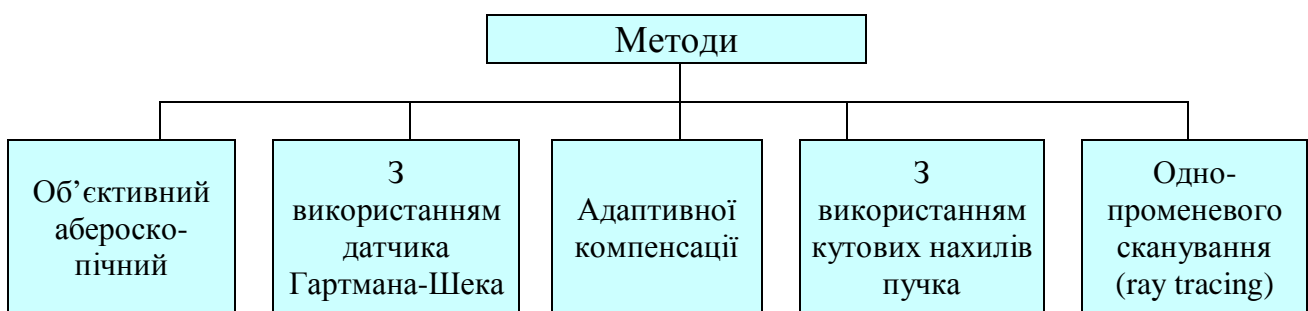 Методи
Об’єктивний
абероско-
пічний
З
використанням
датчика
Гартмана-Шека
Адаптивної
компенсації
З
використанням
кутових нахилів
пучка
Одно-
променевого
сканування
(ray tracing)